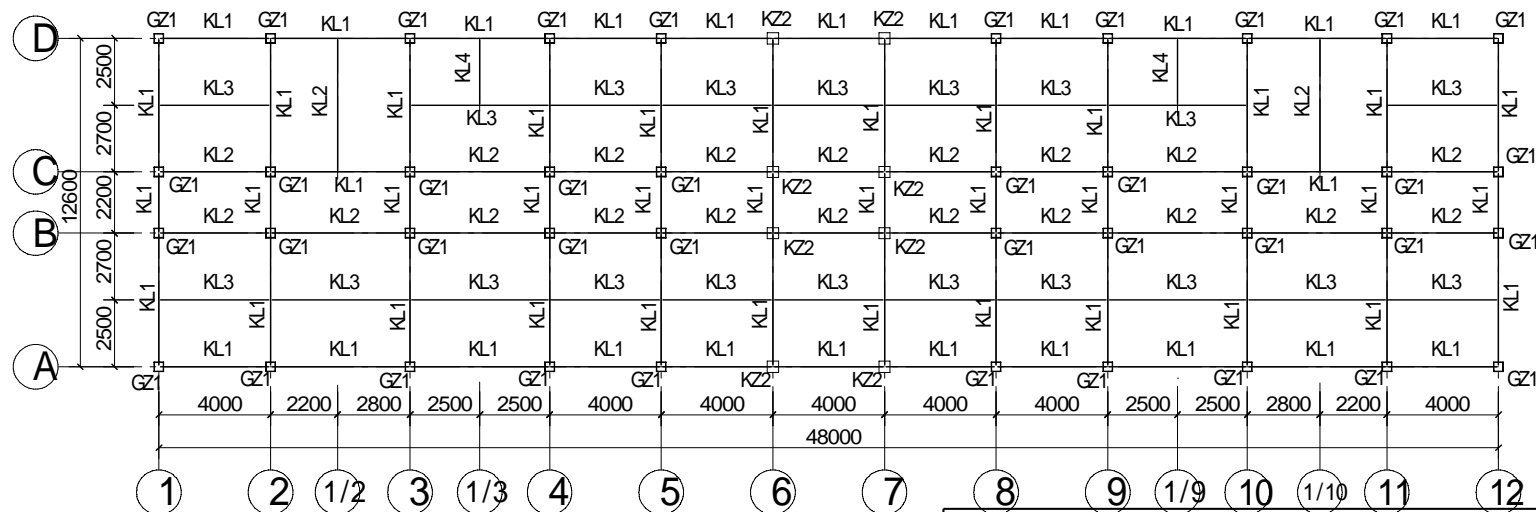 GZ1 KL1 GZ1 KL1 GZ1 KL1 GZ1 KL1 GZ1 KL1 KZ2 KL1 KZ2 KL1 GZ1 KL1 GZ1 KL1 GZ1 KL1 GZ1 KL1 GZ1
D
2500 KL4 KL4
KL3 KL3 KL3 KL3 KL3 KL3 KL3
KL1 KL1 KL2 KL1 KL1 KL1 KL1 KL1 KL1 KL1 KL1 KL2 KL1 KL1
KL3 KL3
2700
KL2 KL2 KL2 KL2 KL2 KL2 KL2 KL2 KL2 GZ1
C
GZ1 GZ1 KL1 GZ1 GZ1 GZ1 KZ2 KZ2 GZ1 GZ1 GZ1 KL1 GZ1
12600 2200 KL1 KL1 KL1 KL1 KL1 KL1 KL1 KL1 KL1 KL1 KL1 KL1
KL2 KL2 KL2 KL2 KL2 KL2 KL2 KL2 KL2 KL2 KL2
B
GZ1 GZ1 GZ1 GZ1 GZ1 KZ2 KZ2 GZ1 GZ1 GZ1 GZ1 GZ1
2700
KL3 KL3 KL3 KL3 KL3 KL3 KL3 KL3 KL3 KL3 KL3
KL1 KL1 KL1 KL1 KL1 KL1 KL1 KL1 KL1 KL1 KL1 KL1
2500
KL1 KL1 KL1 KL1 KL1 KL1 KL1 KL1 KL1 KL1 KL1
A
GZ1 GZ1 GZ1 GZ1 GZ1 KZ2 KZ2 GZ1 GZ1 GZ1 GZ1 GZ1
4000 2200 2800 2500 2500 4000 4000 4000 4000 4000 2500 2500 2800 2200 4000
48000
1 2 1/2 3 1/3 4 5 6 7 8 9 1/9 10 1/10 11 12